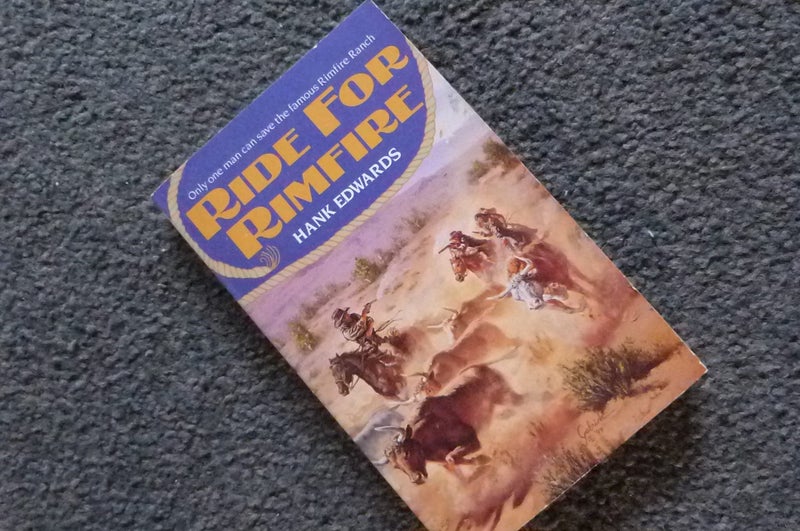 Only one man can save the famous Rimfire Ranch
RIDE FOR
RIMFIRE
HANK EDWARDS